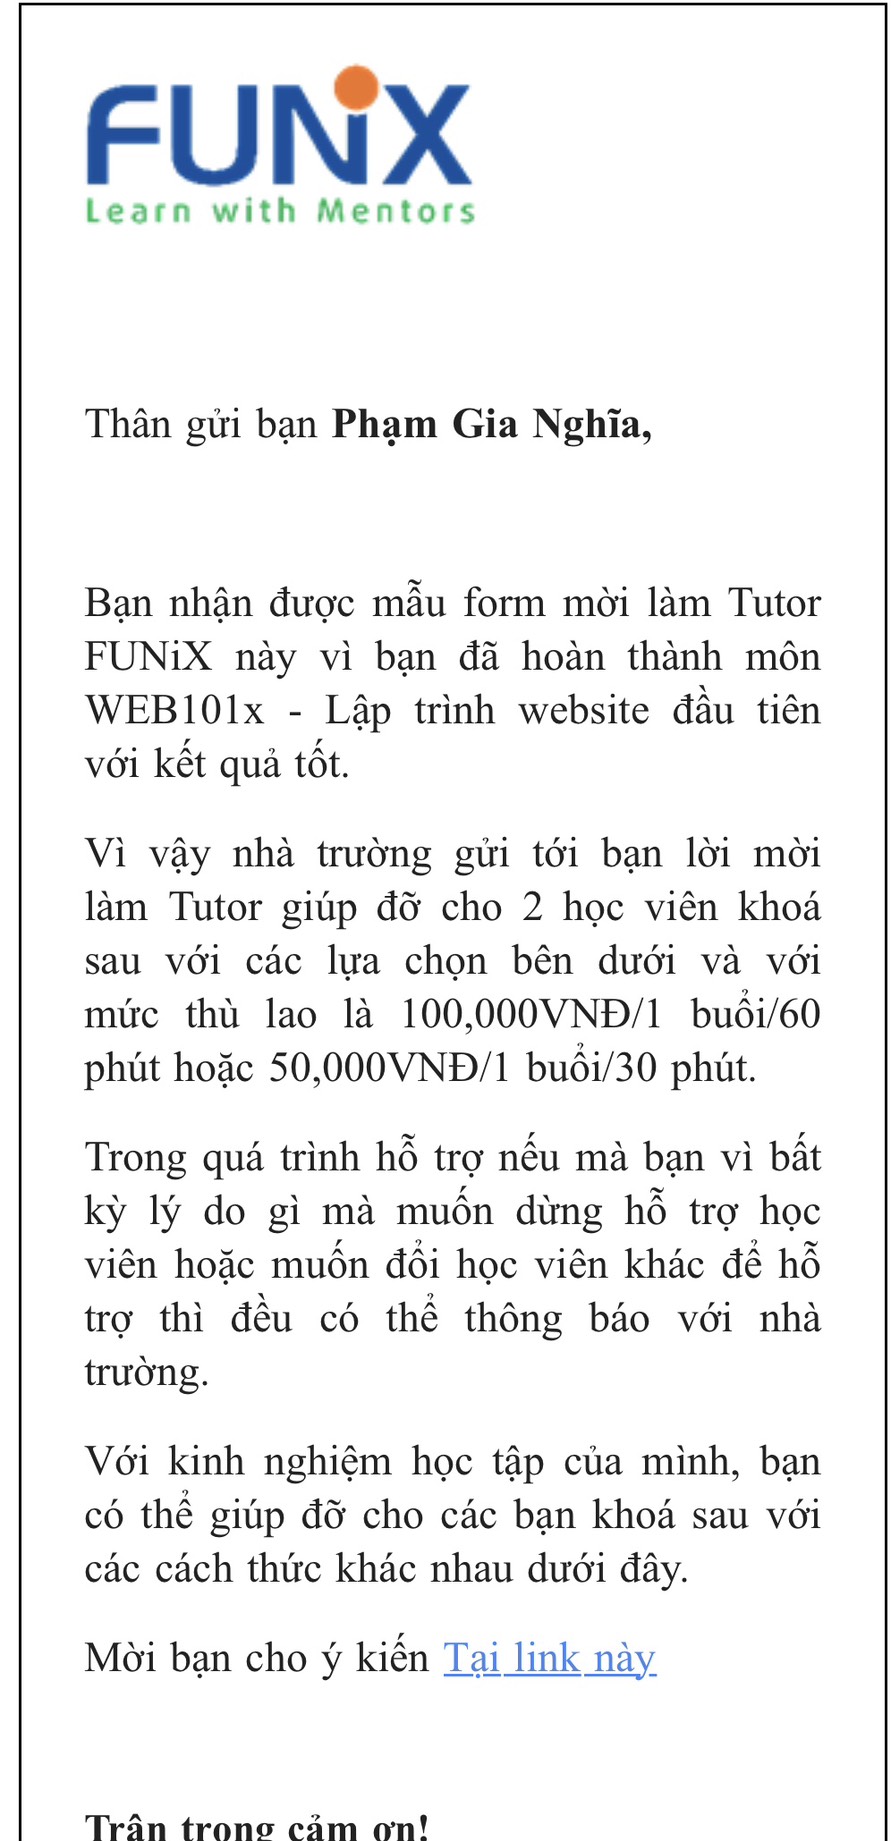 FUNiX
Learn with Mentors
Thân gửi bạn Phạm Gia Nghĩa,
Bạn nhận được mẫu form mời làm Tutor
FUNiX này vì bạn đã hoàn thành môn
WEB101x - Lập trình website đầu tiên
với kết quả tốt.
Vì vậy nhà trường gửi tới bạn lời mời
làm Tutor giúp đỡ cho 2 học viên khoá
sau với các lựa chọn bên dưới và với
mức thù lao là 100,000VNĐ/1 buổi/60
phút hoặc 50,000VNĐ/1 buổi/30 phút.
Trong quá trình hỗ trợ nếu mà bạn vì bất
kỳ lý do gì mà muốn dừng hỗ trợ học
viên hoặc muốn đổi học viên khác để hỗ
trợ thì đều có thể thông báo với nhà
trường.
Với kinh nghiệm học tập của mình, bạn
có thể giúp đỡ cho các bạn khoá sau với
các cách thức khác nhau dưới đây.
Mời bạn cho ý kiến Tại link này
Trân trọng cảm ơn!